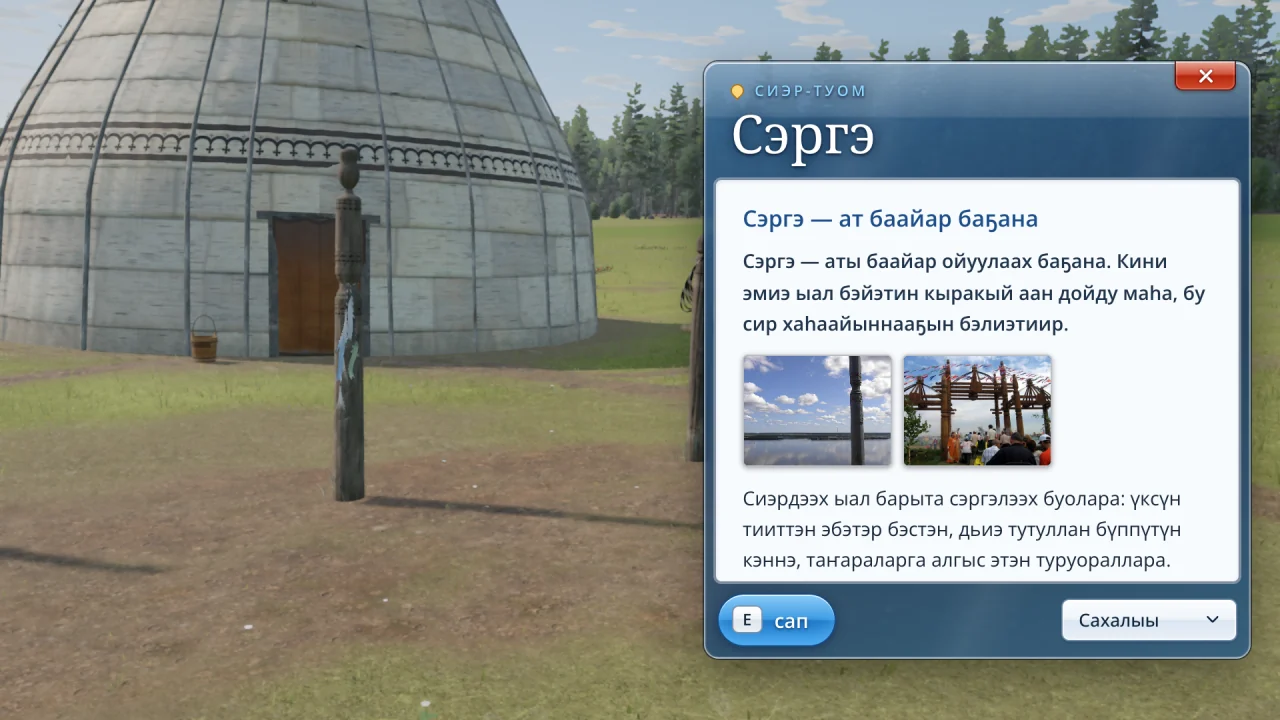 СИЭР-ТУОМ
Сэргэ
Сэргэ — ат баайар баҕана
Сэргэ — аты баайар ойуулаах баҕана. Кини
эмиэ ыал бэйэтин кыракый аан дойду маһа, бу
сир хаһаайыннааҕын бэлиэтиир.
Сиэрдээх ыал барыта сэргэлээх буолара: үксүн
тииттэн эбэтэр бэстэн, дьиэ тутуллан бүппүтүн
кэннэ, таҥараларга алгыс этэн туруораллара.
E сап
Сахалыы